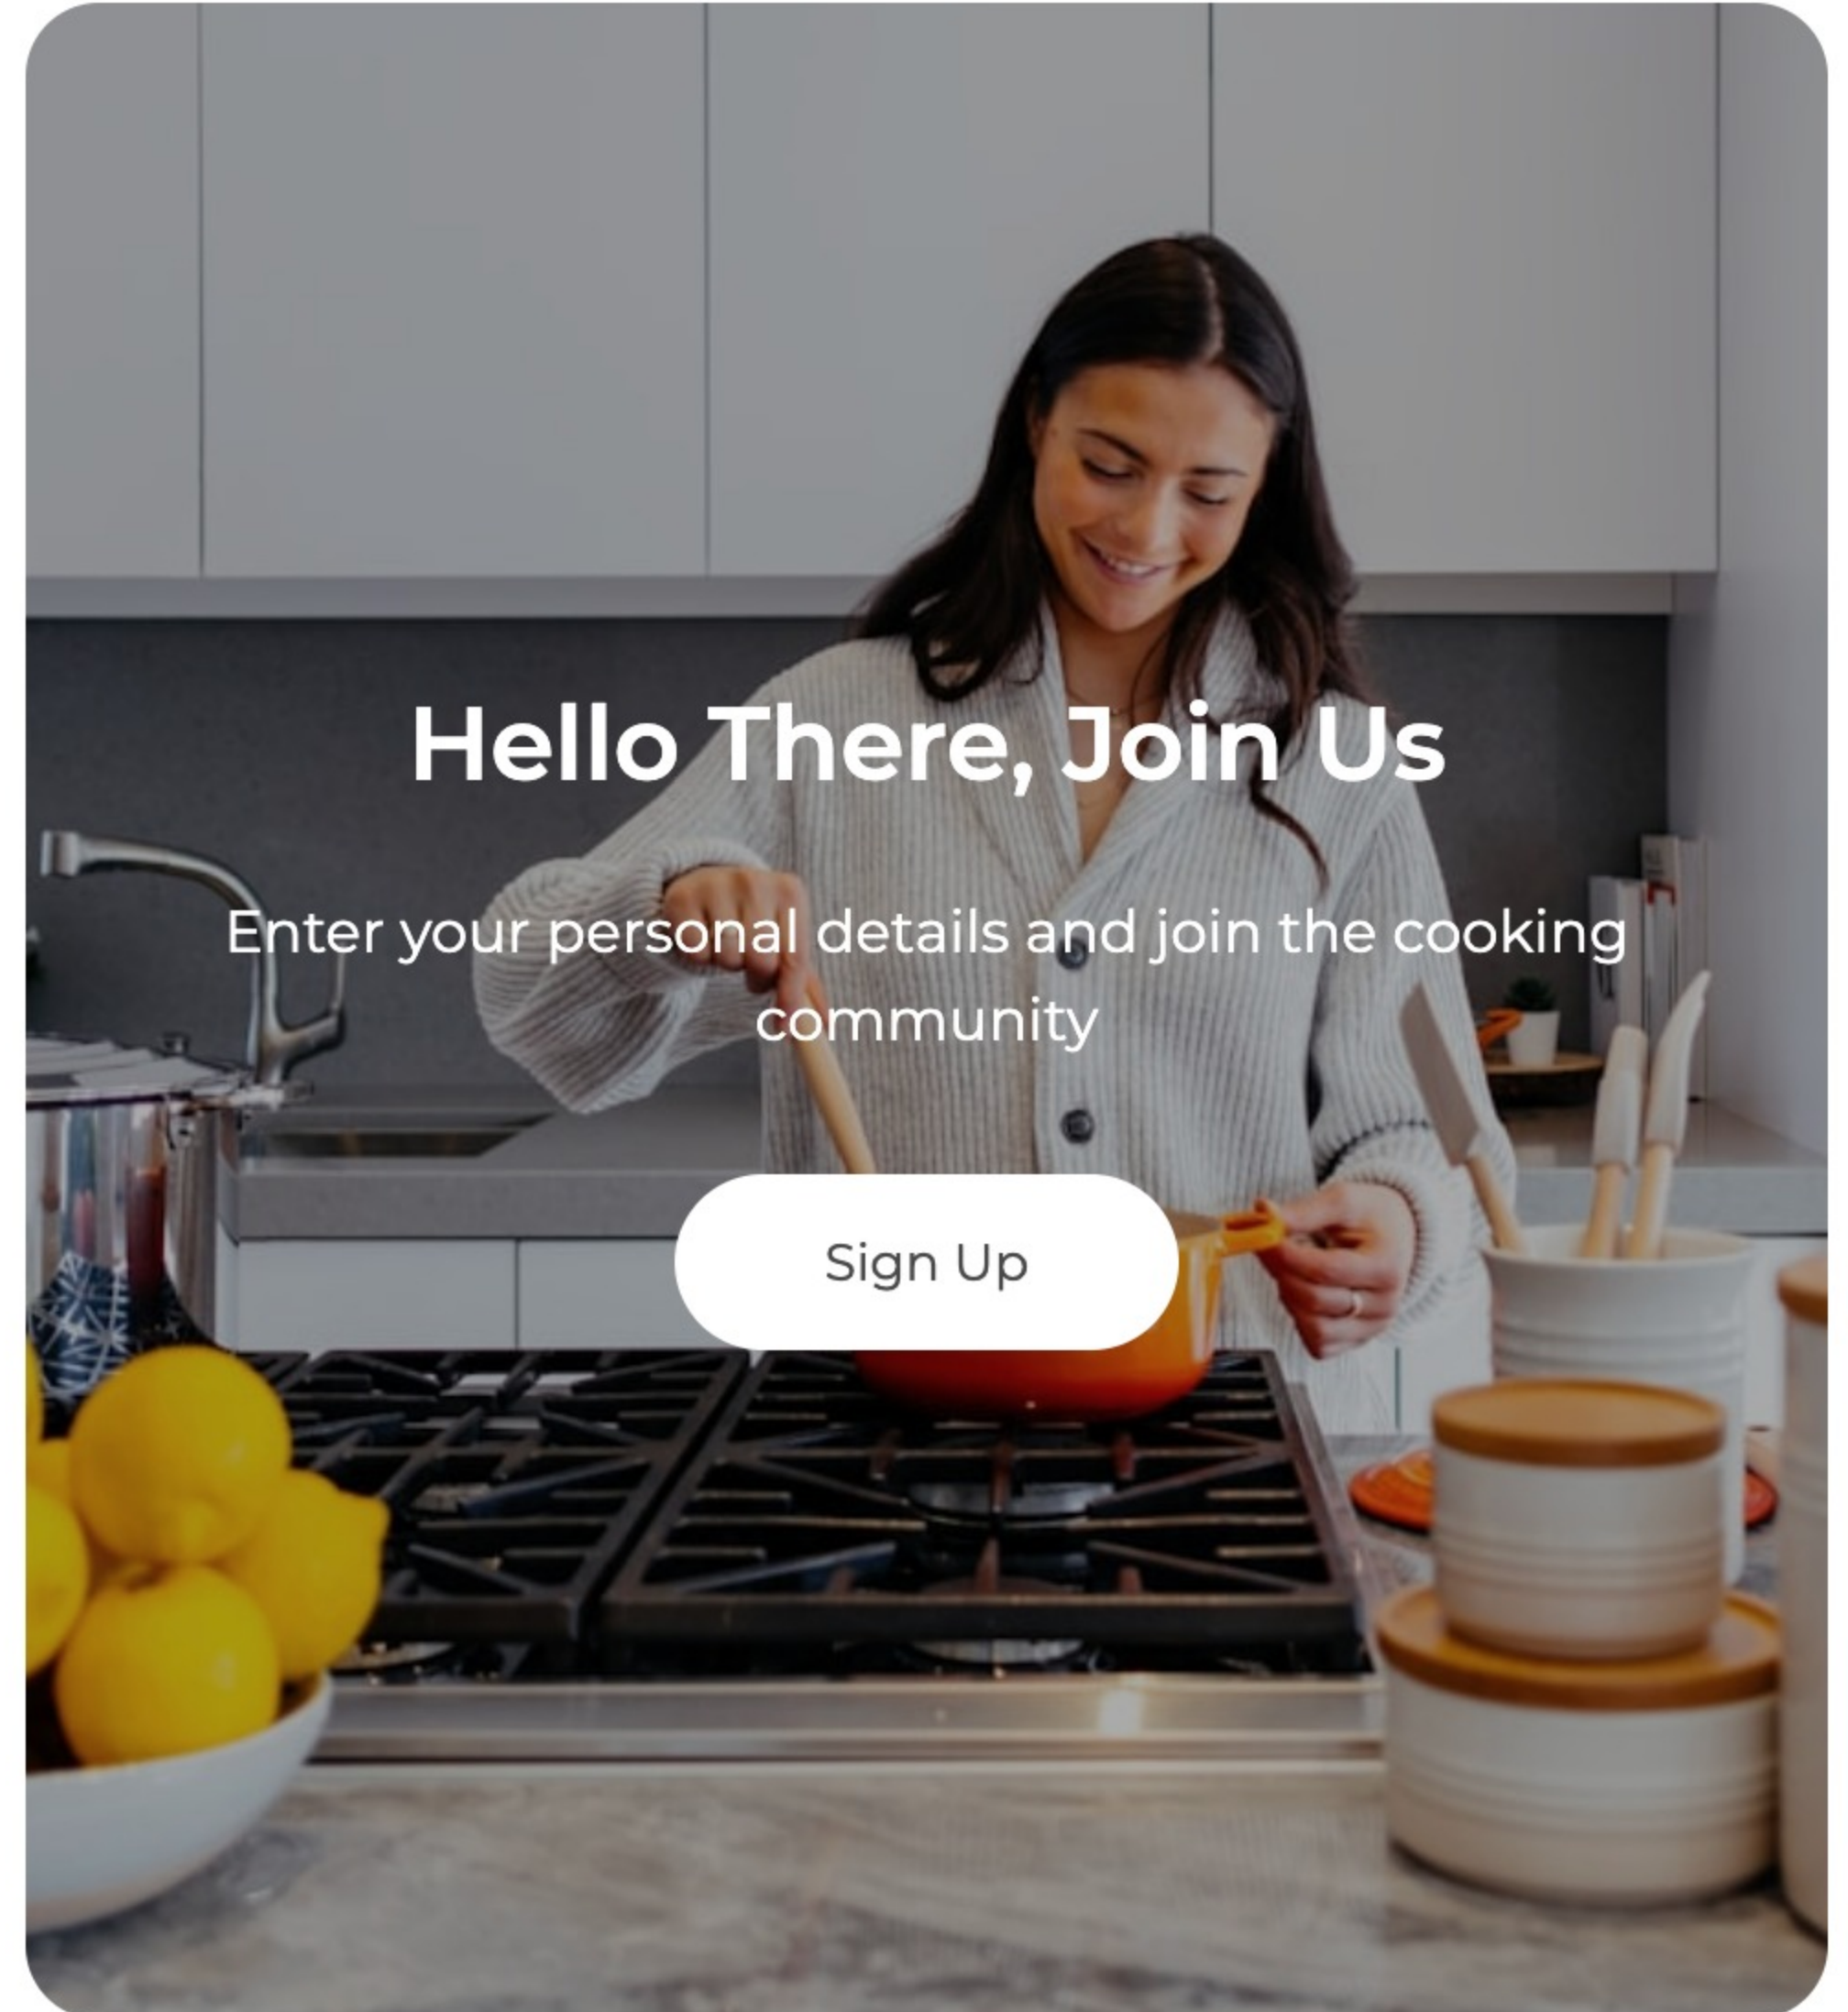 Hello There, Join Us
Enter your personal details and join the cooking
community
Sign Up